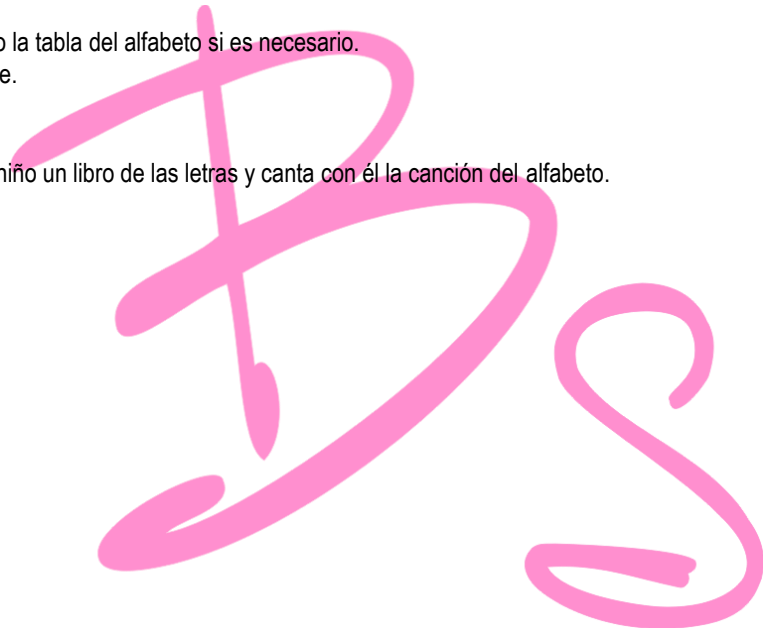 o la tabla del alfabeto si es necesario.
e.
niño un libro de las letras y canta con él la canción del alfabeto.
Bs